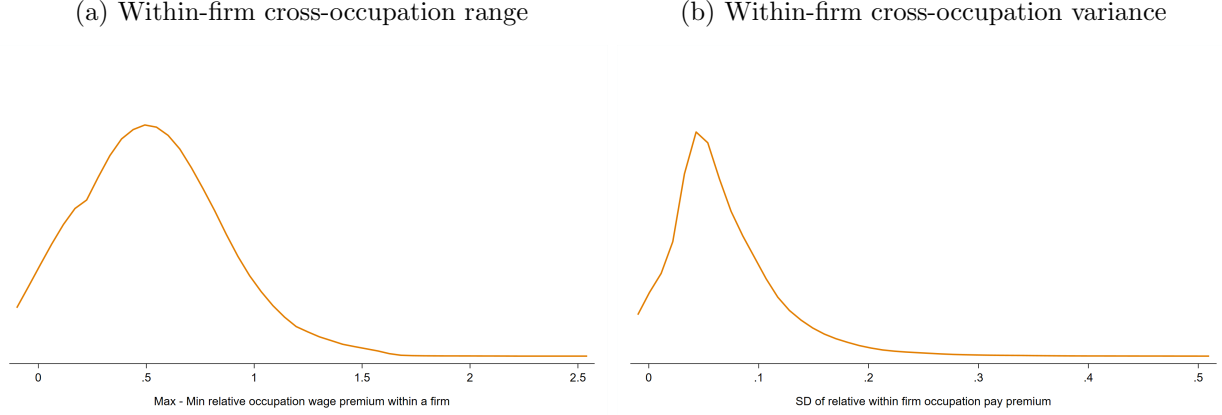 (a) Within-firm cross-occupation range
(b) Within-firm cross-occupation variance
0 .5 1 1.5 2 2.5
Max - Min relative occupation wage premium within a firm
0 .1 .2 .3 .4 .5
SD of relative within firm occupation pay premium